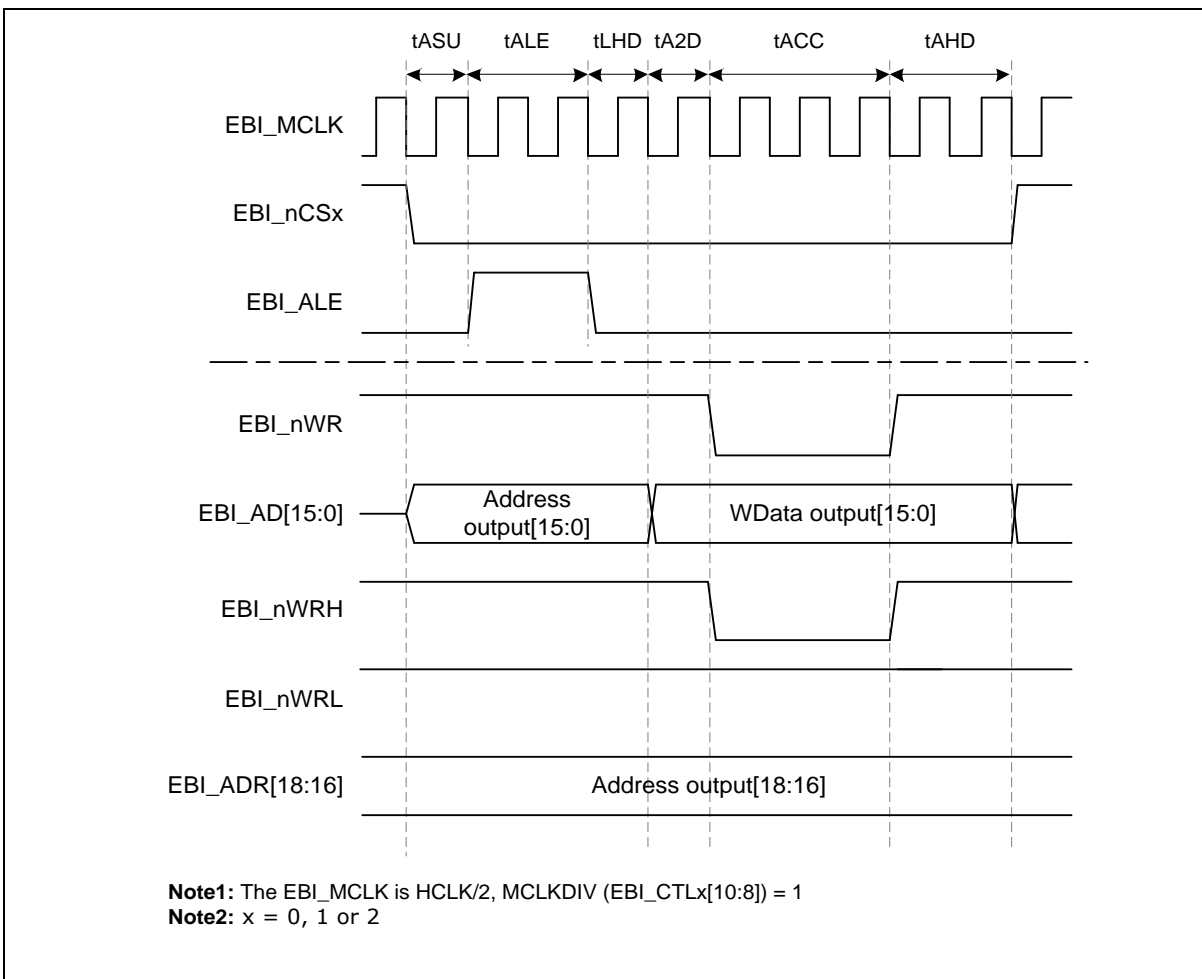 tASU tALE tLHD tA2D tACC tAHD
EBI_MCLK
EBI_nCSx
EBI_ALE
EBI_nWR
EBI_AD[15:0]
Address
output[15:0]
WData output[15:0]
EBI_nWRH
EBI_nWRL
EBI_ADR[18:16]
Address output[18:16]
Note1: The EBI_MCLK is HCLK/2, MCLKDIV (EBI_CTLx[10:8]) = 1
Note2: x = 0, 1 or 2